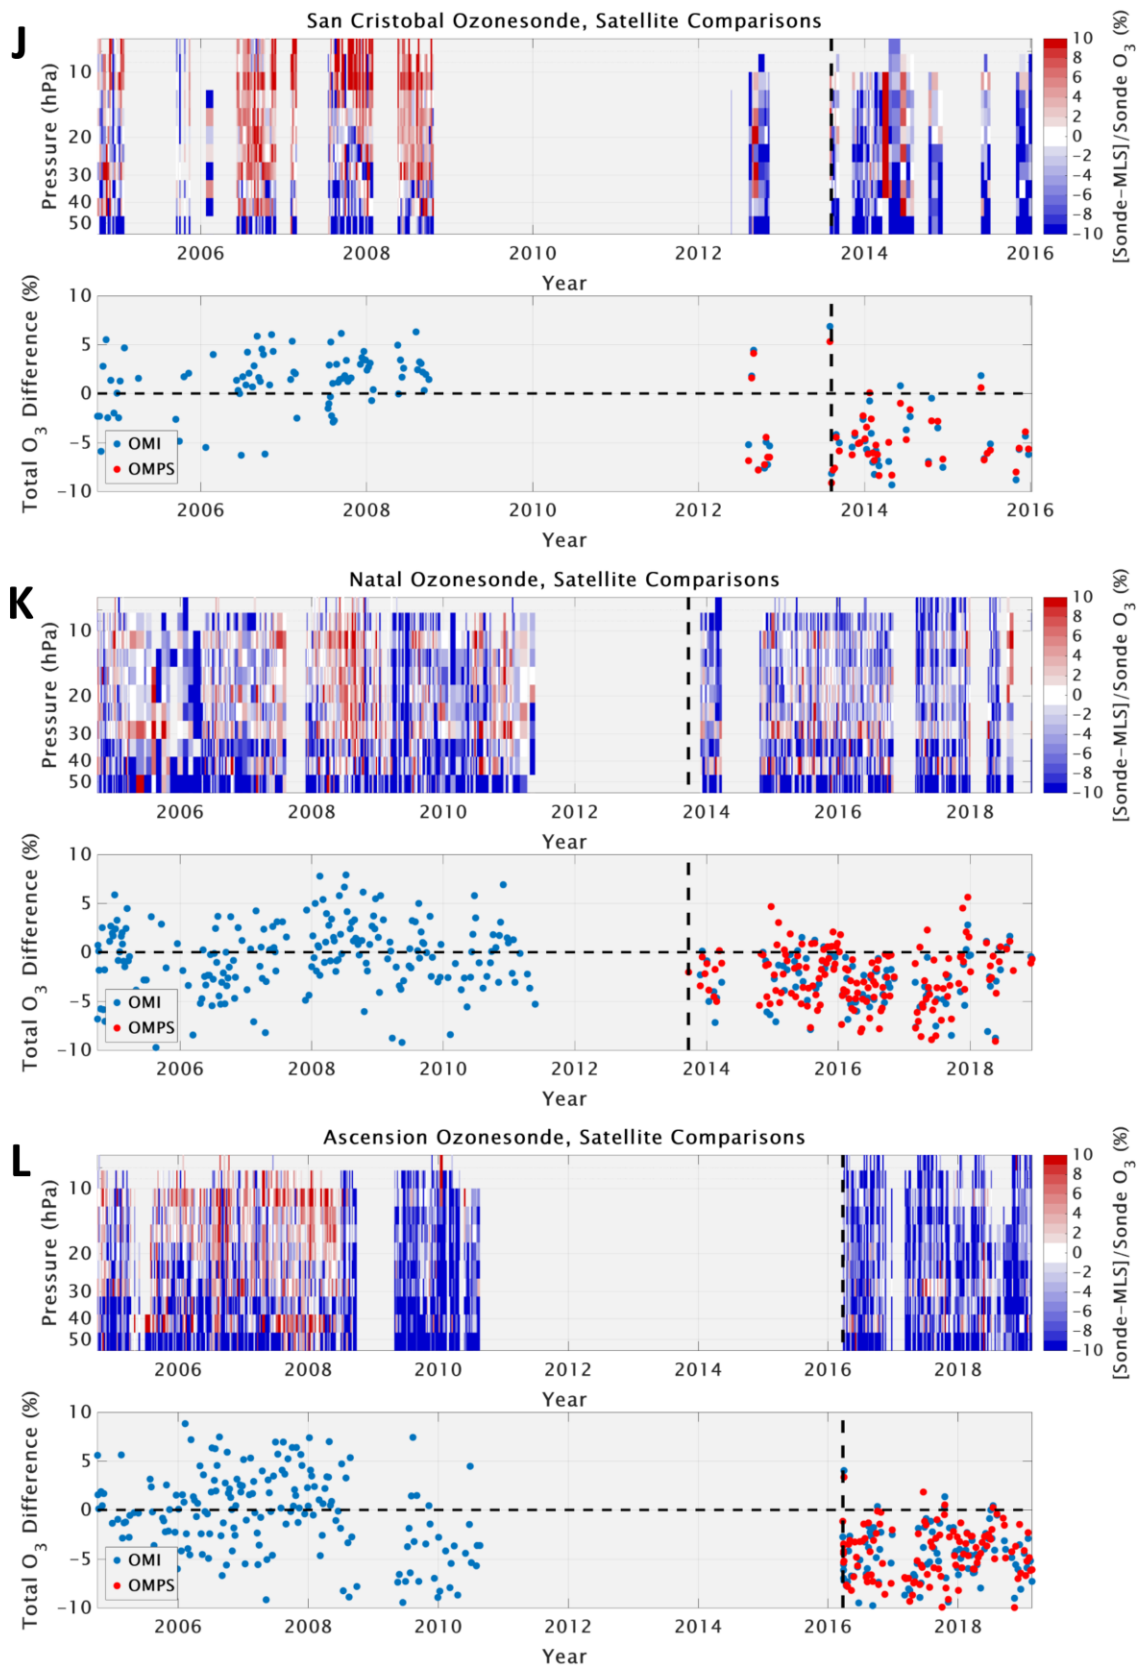 J
San Cristobal Ozonesonde, Satellite Comparisons
Pressure (hPa)
10
20
30
40
50
2006 2008 2010 2012 2014 2016
Year
10
8
6
4
2
0
−2
−4
−6
−8
−10
[Sonde−MLS]/Sonde O3 (%)
Total O3 Difference (%)
10
5
0
−5
−10
OMI
OMPS
2006 2008 2010 2012 2014 2016
Year
K
Natal Ozonesonde, Satellite Comparisons
Pressure (hPa)
10
20
30
40
50
2006 2008 2010 2012 2014 2016 2018
Year
10
8
6
4
2
0
−2
−4
−6
−8
−10
[Sonde−MLS]/Sonde O3 (%)
Total O3 Difference (%)
10
5
0
−5
−10
OMI
OMPS
2006 2008 2010 2012 2014 2016 2018
Year
L
Ascension Ozonesonde, Satellite Comparisons
Pressure (hPa)
10
20
30
40
50
2006 2008 2010 2012 2014 2016 2018
Year
10
8
6
4
2
0
−2
−4
−6
−8
−10
[Sonde−MLS]/Sonde O3 (%)
Total O3 Difference (%)
10
5
0
−5
−10
OMI
OMPS
2006 2008 2010 2012 2014 2016 2018
Year